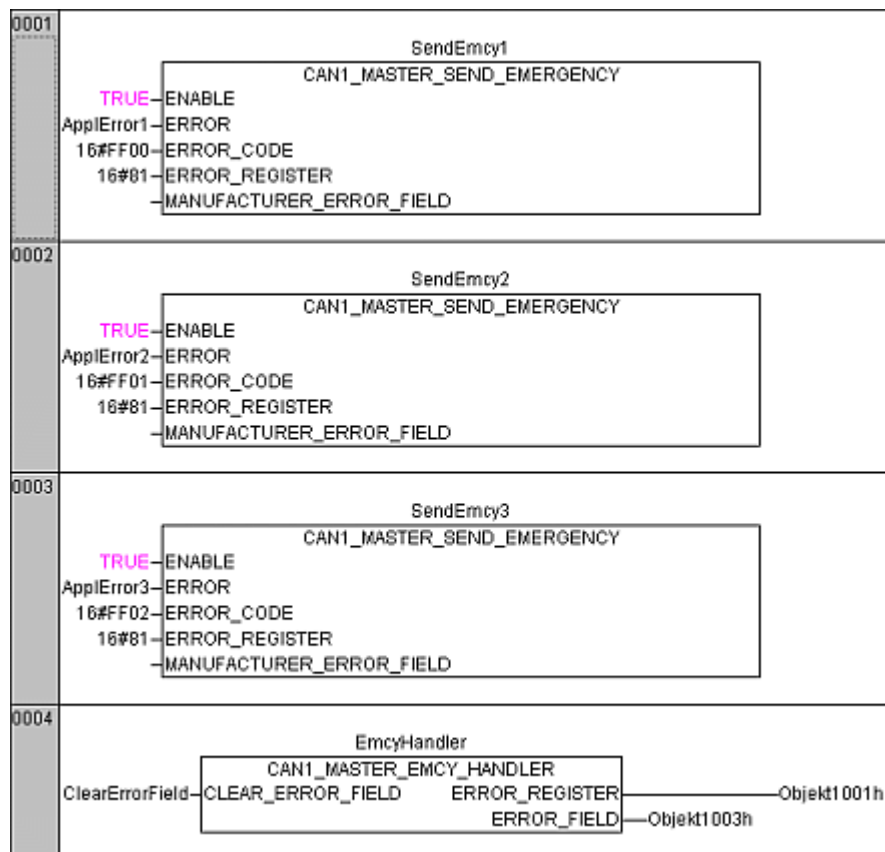 0001
SendEmcy1
CAN1_MASTER_SEND_EMERGENCY
TRUE ENABLE
ApplError1 ERROR
16#FF00 ERROR_CODE
16#81 ERROR_REGISTER
MANUFACTURER_ERROR_FIELD
0002
SendEmcy2
CAN1_MASTER_SEND_EMERGENCY
TRUE ENABLE
ApplError2 ERROR
16#FF01 ERROR_CODE
16#81 ERROR_REGISTER
MANUFACTURER_ERROR_FIELD
0003
SendEmcy3
CAN1_MASTER_SEND_EMERGENCY
TRUE ENABLE
ApplError3 ERROR
16#FF02 ERROR_CODE
16#81 ERROR_REGISTER
MANUFACTURER_ERROR_FIELD
0004
EmcyHandler
CAN1_MASTER_EMCY_HANDLER
ClearErrorField CLEAR_ERROR_FIELD ERROR_REGISTER Objekt1001h
ERROR_FIELD Objekt1003h